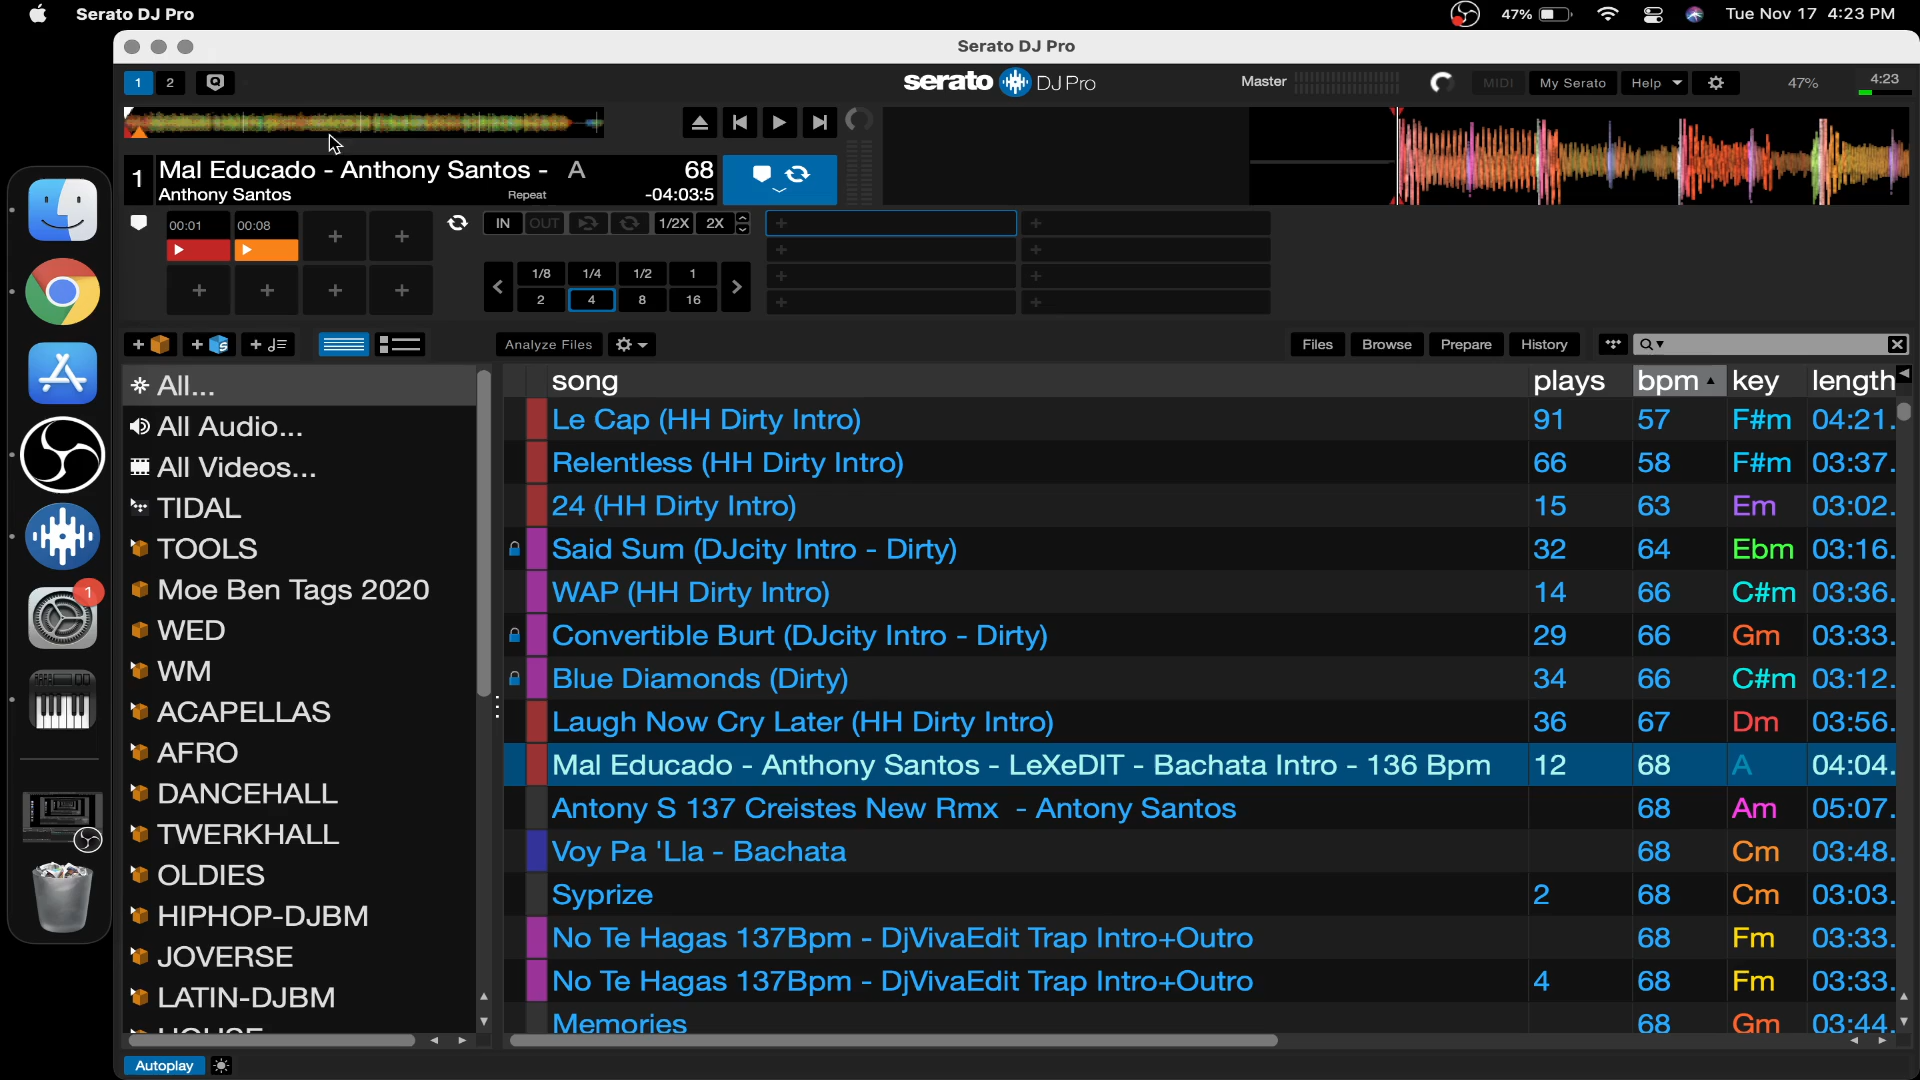 Serato DJ Pro
47%
Tue Nov 17 4:23 PM
Serato DJ Pro
1 2
serato DJ Pro
Master
MIDI
My Serato
Help
47%
4:23
1
Mal Educado - Anthony Santos - A 68
Anthony Santos Repeat -04:03:5
00:01 00:08
IN OUT 1/2X 2X
1/8 1/4 1/2 1
2 4 8 16
Analyze Files
Files Browse Prepare History
All...
All Audio...
All Videos...
TIDAL
TOOLS
Moe Ben Tags 2020
WED
WM
ACAPELLAS
AFRO
DANCEHALL
TWERKHALL
OLDIES
HIPHOP-DJBM
JOVERSE
LATIN-DJBM
HOUSE
song plays bpm key length
Le Cap (HH Dirty Intro) 91 57 F#m 04:21.
Relentless (HH Dirty Intro) 66 58 F#m 03:37.
24 (HH Dirty Intro) 15 63 Em 03:02.
Said Sum (DJcity Intro - Dirty) 32 64 Ebm 03:16.
WAP (HH Dirty Intro) 14 66 C#m 03:36.
Convertible Burt (DJcity Intro - Dirty) 29 66 Gm 03:33.
Blue Diamonds (Dirty) 34 66 C#m 03:12.
Laugh Now Cry Later (HH Dirty Intro) 36 67 Dm 03:56.
Mal Educado - Anthony Santos - LeXeDIT - Bachata Intro - 136 Bpm 12 68 A 04:04.
Antony S 137 Creistes New Rmx - Antony Santos 68 Am 05:07.
Voy Pa 'Lla - Bachata 68 Cm 03:48.
Syprize 2 68 Cm 03:03.
No Te Hagas 137Bpm - DjVivaEdit Trap Intro+Outro 68 Fm 03:33.
No Te Hagas 137Bpm - DjVivaEdit Trap Intro+Outro 4 68 Fm 03:33.
Memories 68 Gm 03:44.
Autoplay
1